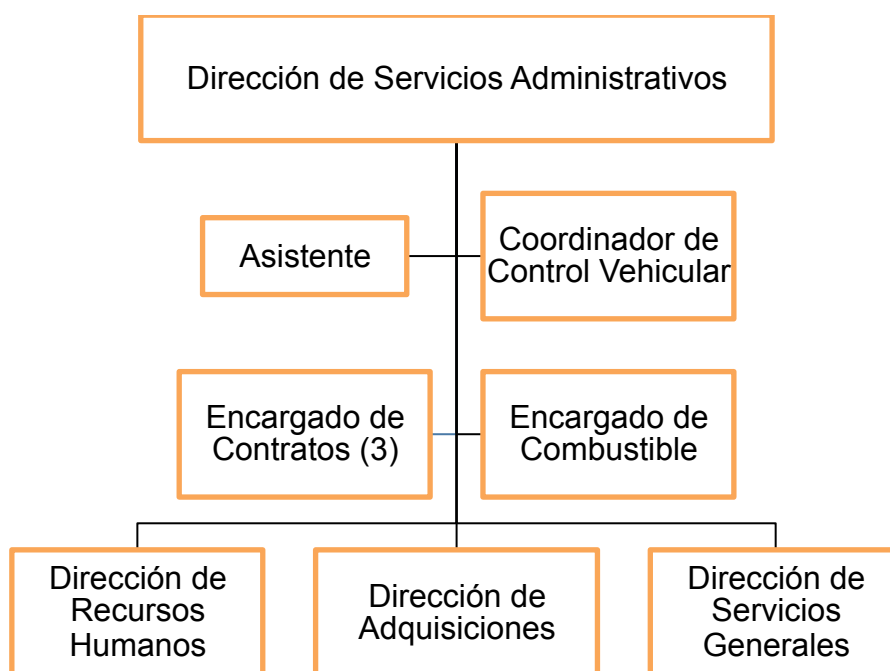 Dirección de Servicios Administrativos
Asistente
Coordinador de
Control Vehicular
Encargado de
Contratos (3)
Encargado de
Combustible
Dirección de
Recursos
Humanos
Dirección de
Adquisiciones
Dirección de
Servicios
Generales